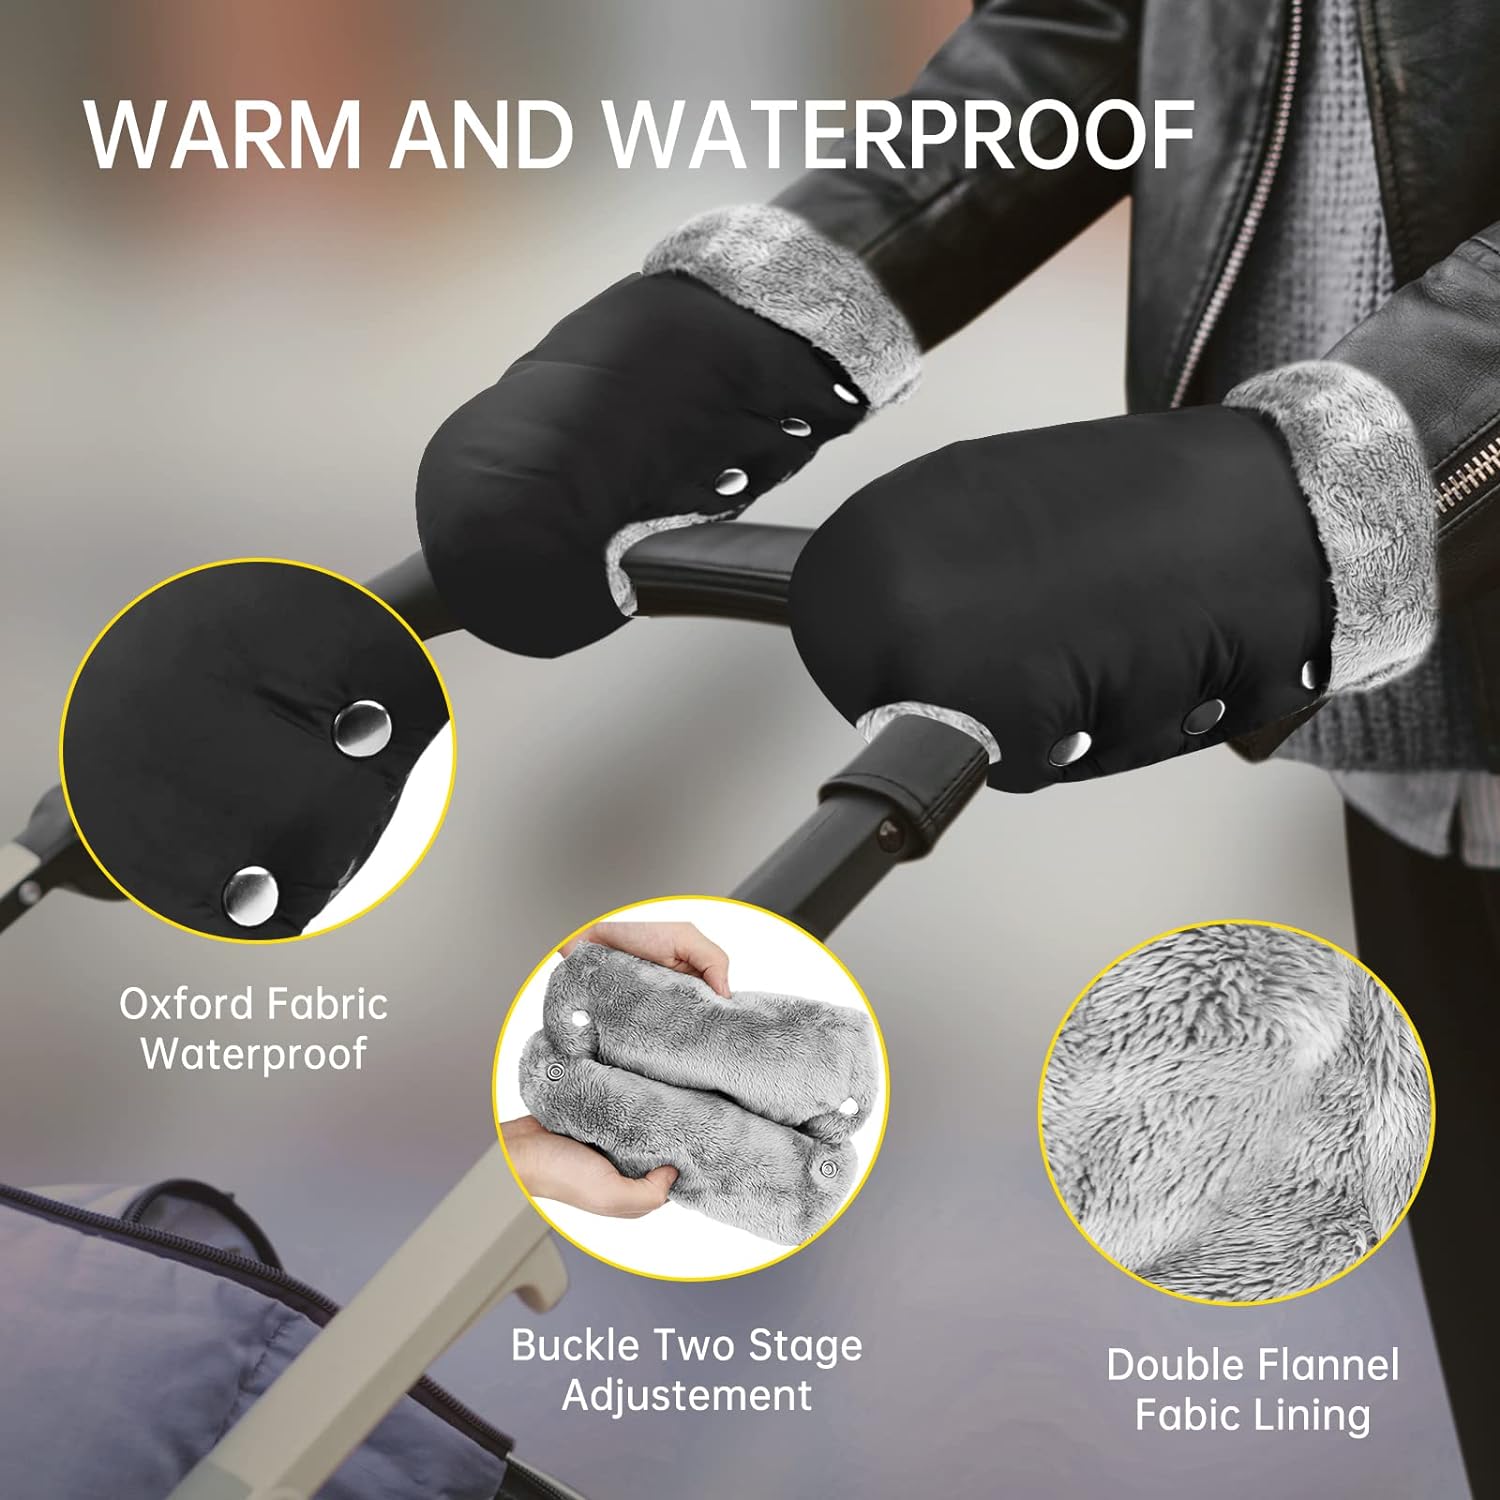 WARM AND WATERPROOF
Oxford Fabric
Waterproof
Buckle Two Stage
Adjustement
Double Flannel
Fabic Lining